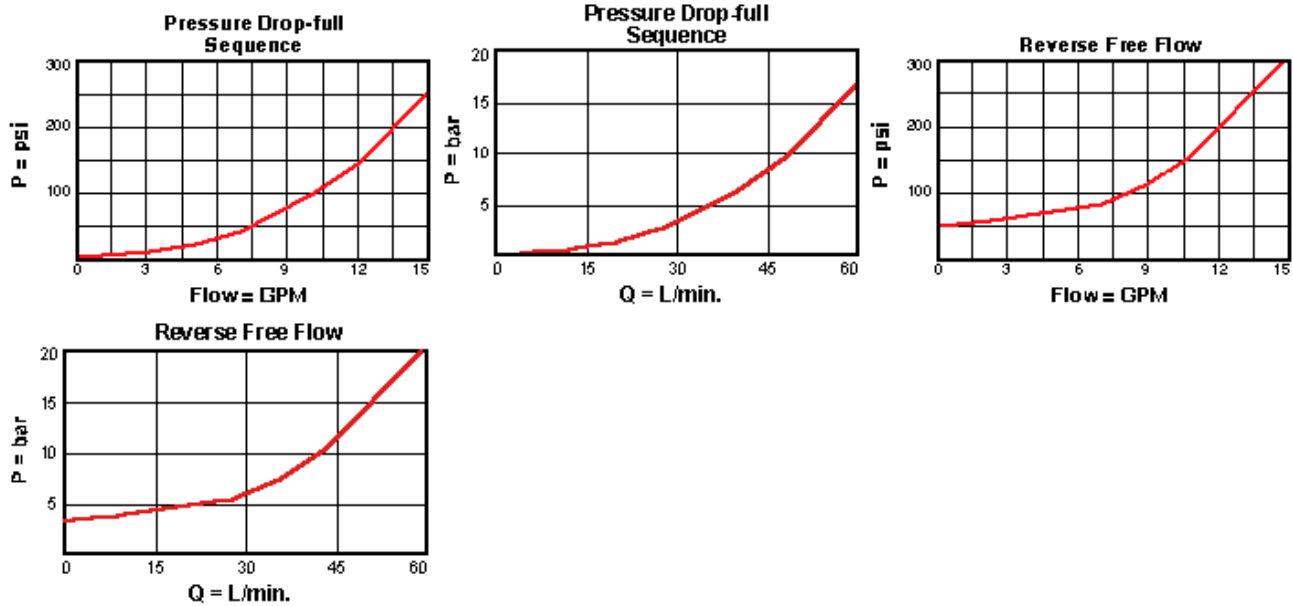 Pressure Drop-full
Sequence
300
200
100
P = psi
0 3 6 9 12 15
Flow = GPM
Pressure Drop-full
Sequence
20
15
10
5
P = bar
15 30 45 60
Q = L/min.
Reverse Free Flow
300
200
100
P = psi
0 3 6 9 12 15
Flow = GPM
Reverse Free Flow
20
15
10
5
P = bar
0 15 30 45 60
Q = L/min.